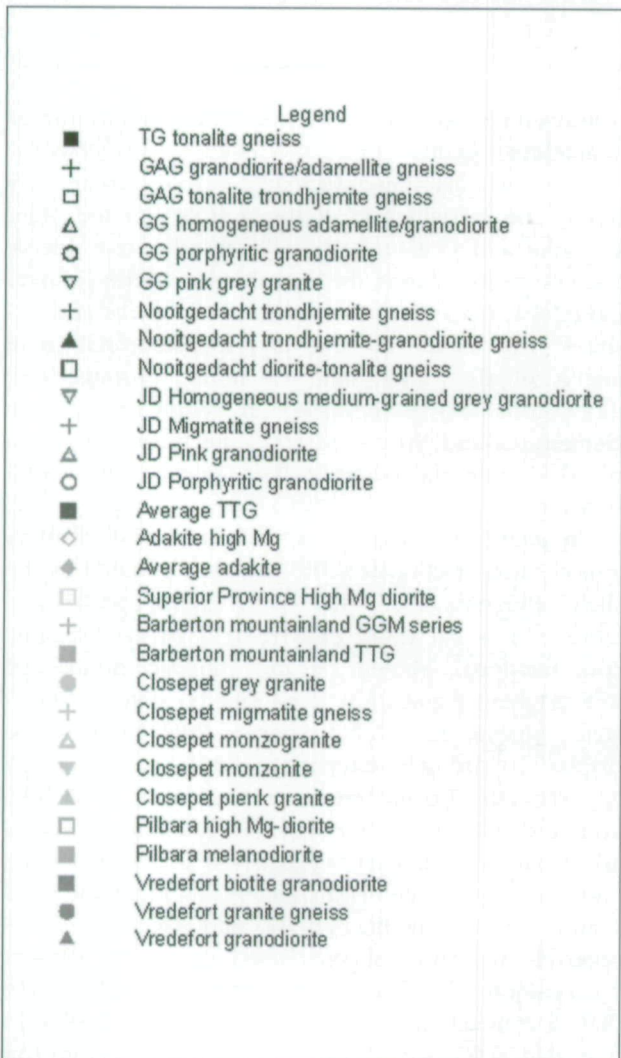 Legend
TG tonalite gneiss
GAG granodiorite/adamellite gneiss
GAG tonalite trondhjemite gneiss
GG homogeneous adamellite/granodiorite
GG porphyritic granodiorite
GG pink grey granite
Nooitgedacht trondhjemite gneiss
Nooitgedacht trondhjemite-granodiorite gneiss
Nooitgedacht diorite-tonalite gneiss
JD Homogeneous medium-grained grey granodiorite
JD Migmatite gneiss
JD Pink granodiorite
JD Porphyritic granodiorite
Average TTG
Adakite high Mg
Average adakite
Superior Province High Mg diorite
Barberton mountainland GGM series
Barberton mountainland TTG
Closepet grey granite
Closepet migmatite gneiss
Closepet monzogranite
Closepet monzonite
Closepet pienk granite
Pilbara high Mg-diorite
Pilbara melanodiorite
Vredefort biotite granodiorite
Vredefort granite gneiss
Vredefort granodiorite